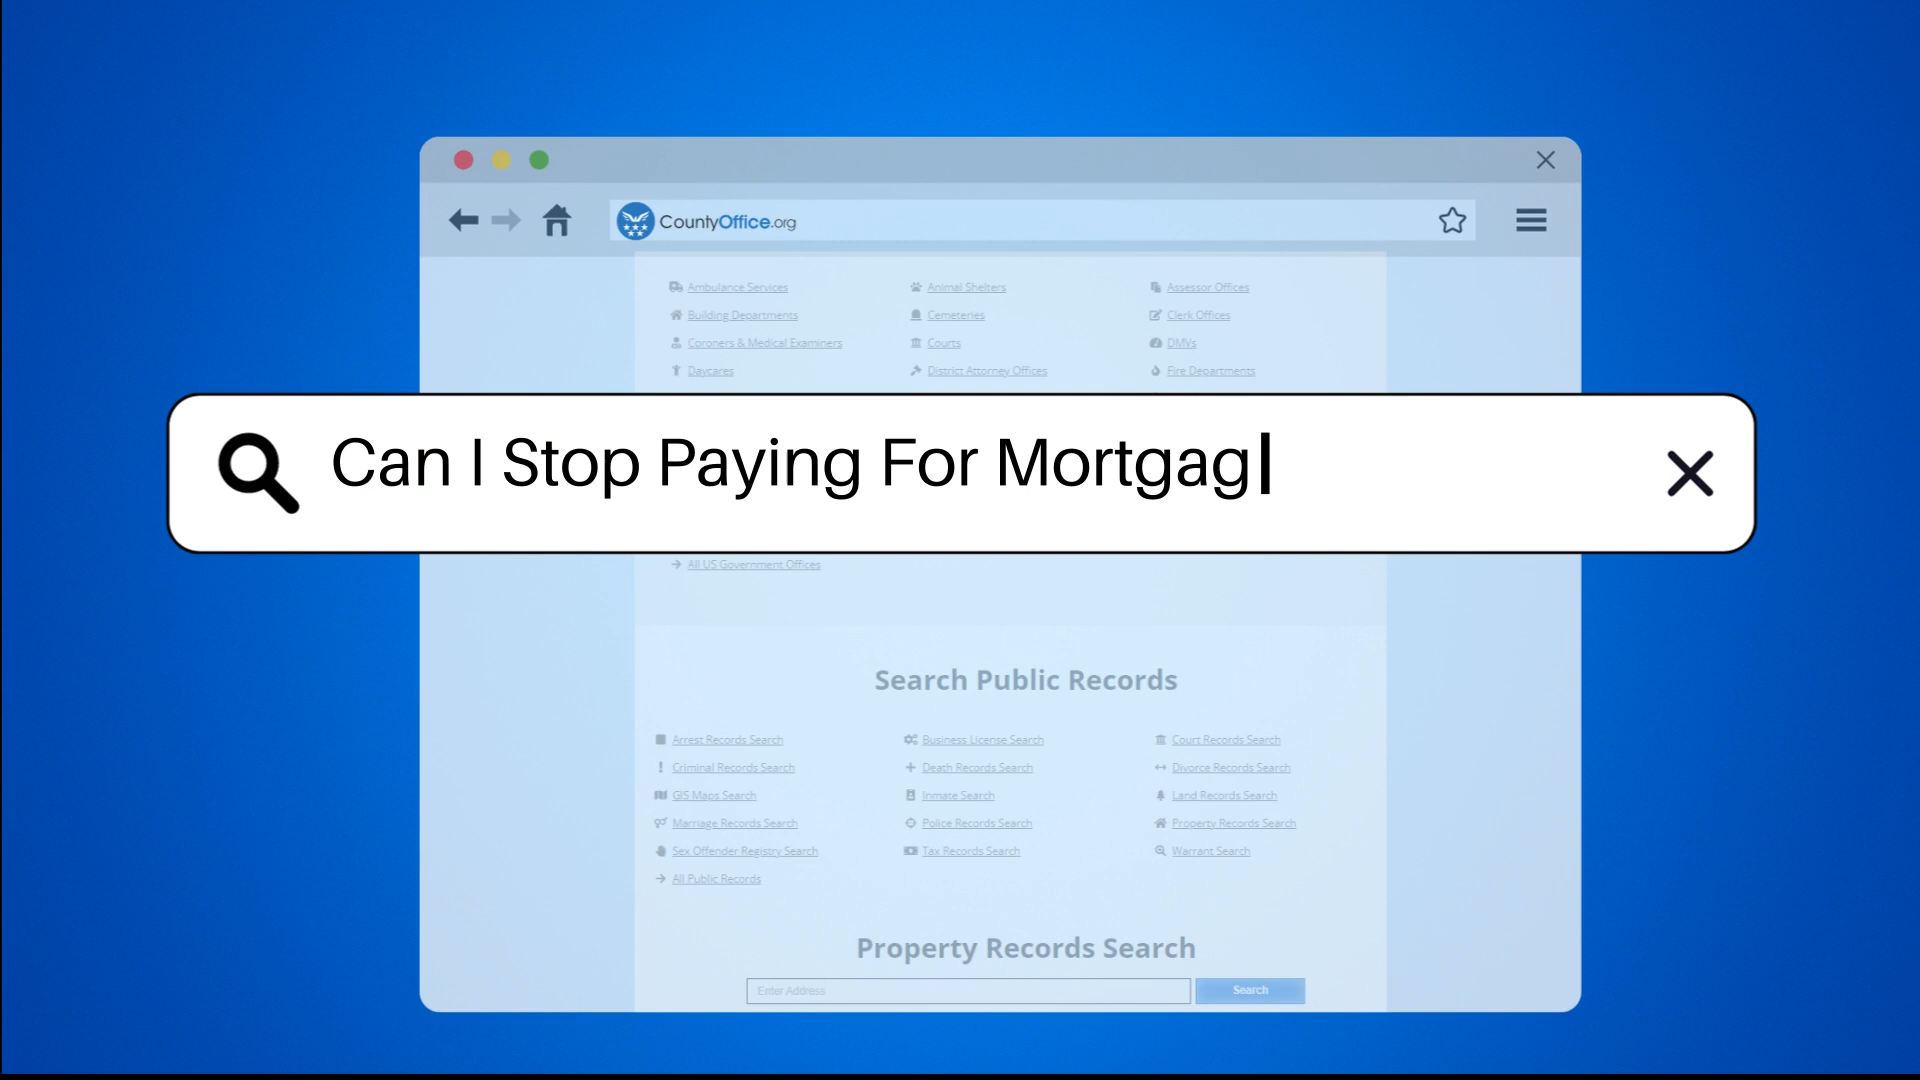 CountyOffice.org
Ambulance Services Animal Shelters Assessor Offices
Building Departments Cemeteries Clerk Offices
Coroners & Medical Examiners Courts DMVs
Daycares District Attorney Offices Fire Departments
Can I Stop Paying For Mortgag
All US Government Offices
Search Public Records
Arrest Records Search Business License Search Court Records Search
Criminal Records Search Death Records Search Divorce Records Search
GIS Maps Search Inmate Search Land Records Search
Marriage Records Search Police Records Search Property Records Search
Sex Offender Registry Search Tax Records Search Warrant Search
All Public Records
Property Records Search
Enter Address Search